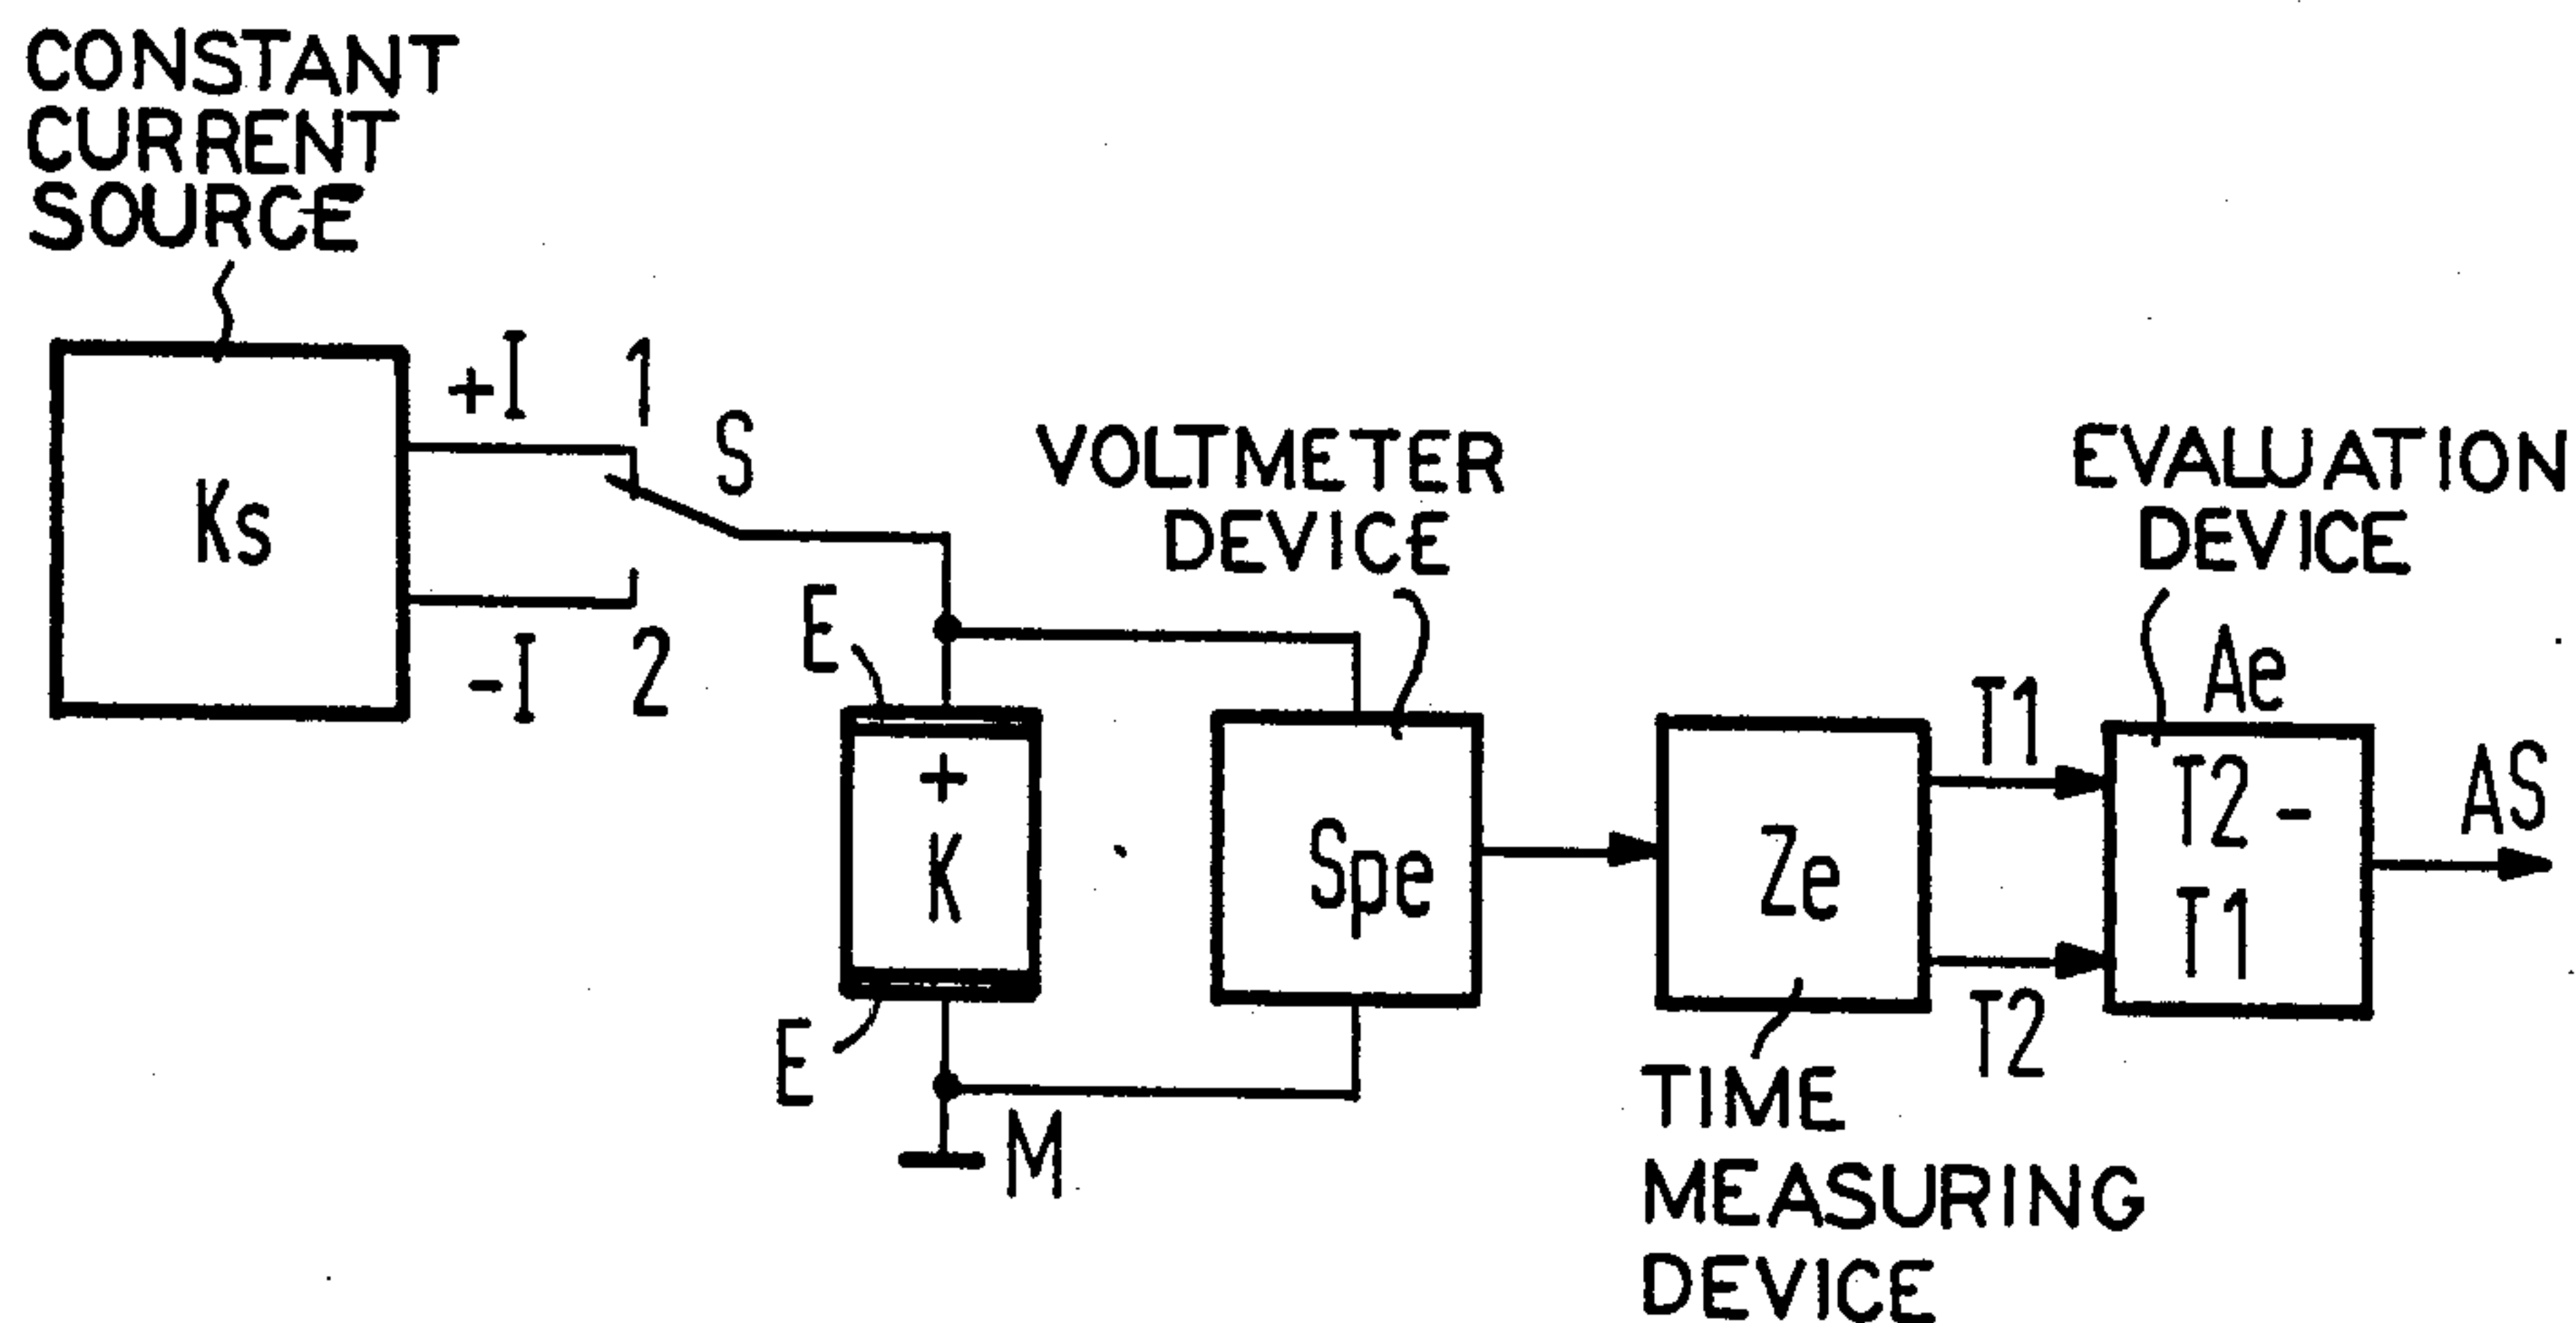 CONSTANT
CURRENT
SOURCE
Ks
+I
1
S
-I
2
E
+
K
E
M
VOLTMETER
DEVICE
Spe
Ze
TIME
MEASURING
DEVICE
T1
T2
EVALUATION
DEVICE
Ae
T2 -
T1
AS